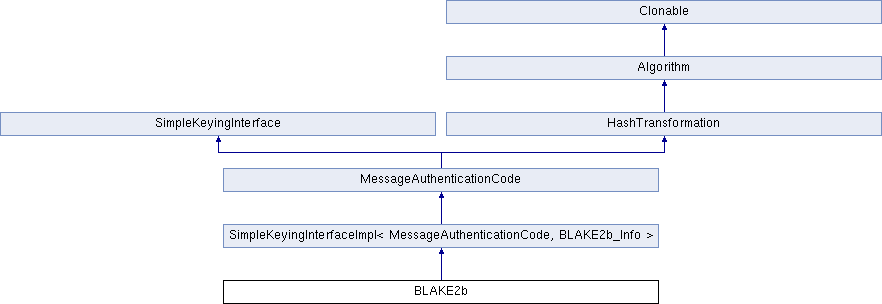 Clonable
Algorithm
SimpleKeyingInterface
HashTransformation
MessageAuthenticationCode
SimpleKeyingInterfaceImpl< MessageAuthenticationCode, BLAKE2b_Info >
BLAKE2b